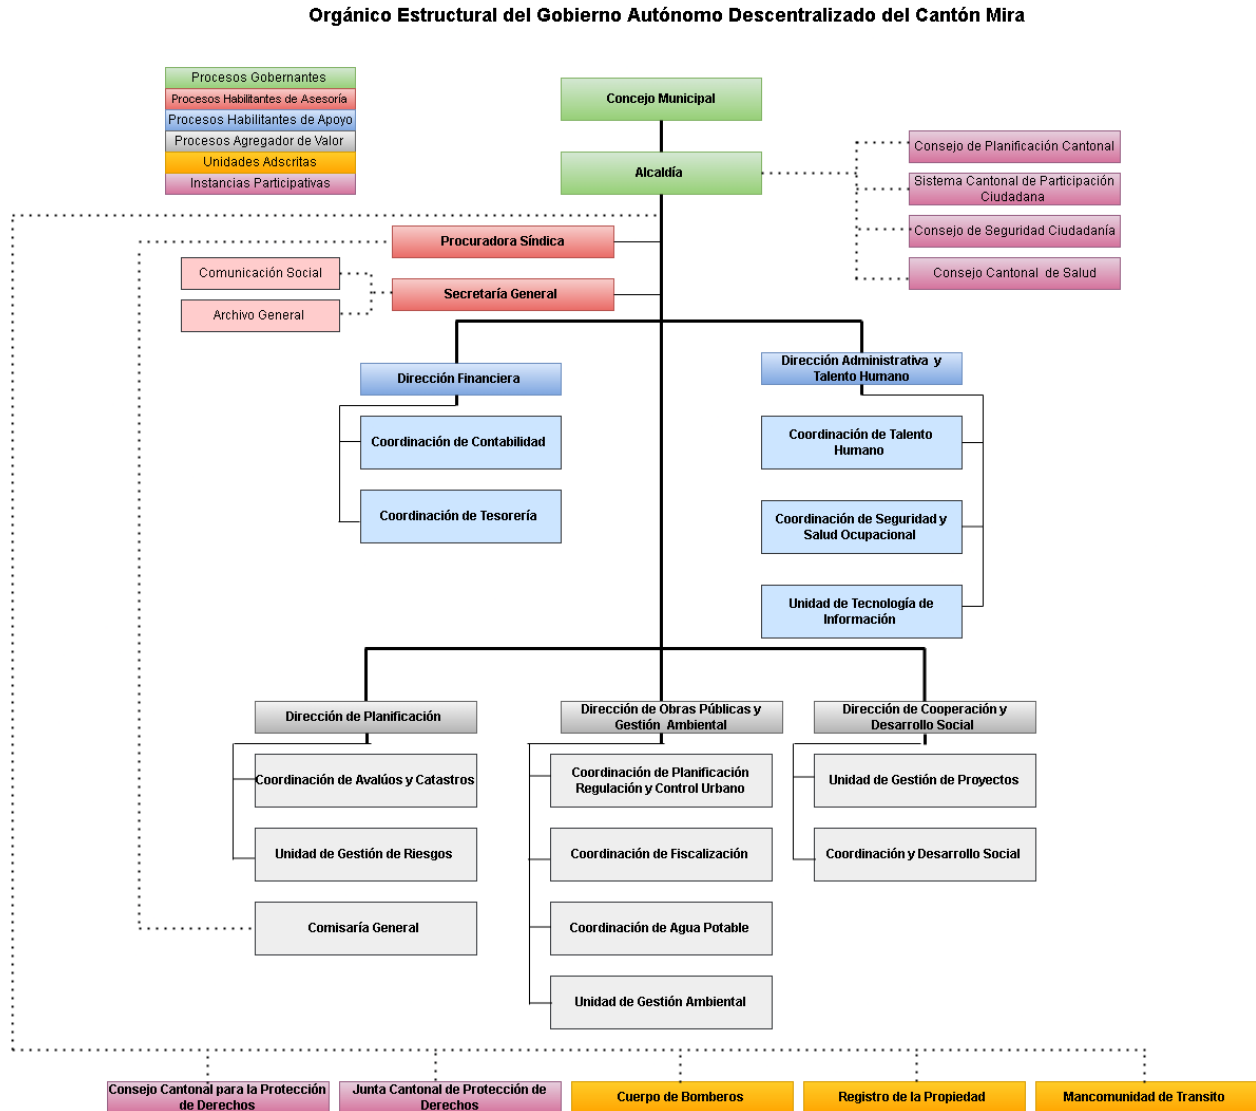 Orgánico Estructural del Gobierno Autónomo Descentralizado del Cantón Mira
Procesos Gobernantes
Procesos Habilitantes de Asesoría
Procesos Habilitantes de Apoyo
Procesos Agregador de Valor
Unidades Adscritas
Instancias Participativas
Concejo Municipal
Alcaldía
Consejo de Planificación Cantonal
Sistema Cantonal de Participación
Ciudadana
Consejo de Seguridad Ciudadanía
Consejo Cantonal de Salud
Procuradora Síndica
Secretaría General
Comunicación Social
Archivo General
Dirección Financiera
Coordinación de Contabilidad
Coordinación de Tesorería
Dirección Administrativa y
Talento Humano
Coordinación de Talento
Humano
Coordinación de Seguridad y
Salud Ocupacional
Unidad de Tecnología de
Información
Dirección de Planificación
Coordinación de Avalúos y Catastros
Unidad de Gestión de Riesgos
Comisaría General
Dirección de Obras Públicas y
Gestión Ambiental
Coordinación de Planificación
Regulación y Control Urbano
Coordinación de Fiscalización
Coordinación de Agua Potable
Unidad de Gestión Ambiental
Dirección de Cooperación y
Desarrollo Social
Unidad de Gestión de Proyectos
Coordinación y Desarrollo Social
Consejo Cantonal para la Protección
de Derechos
Junta Cantonal de Protección de
Derechos
Cuerpo de Bomberos
Registro de la Propiedad
Mancomunidad de Transito